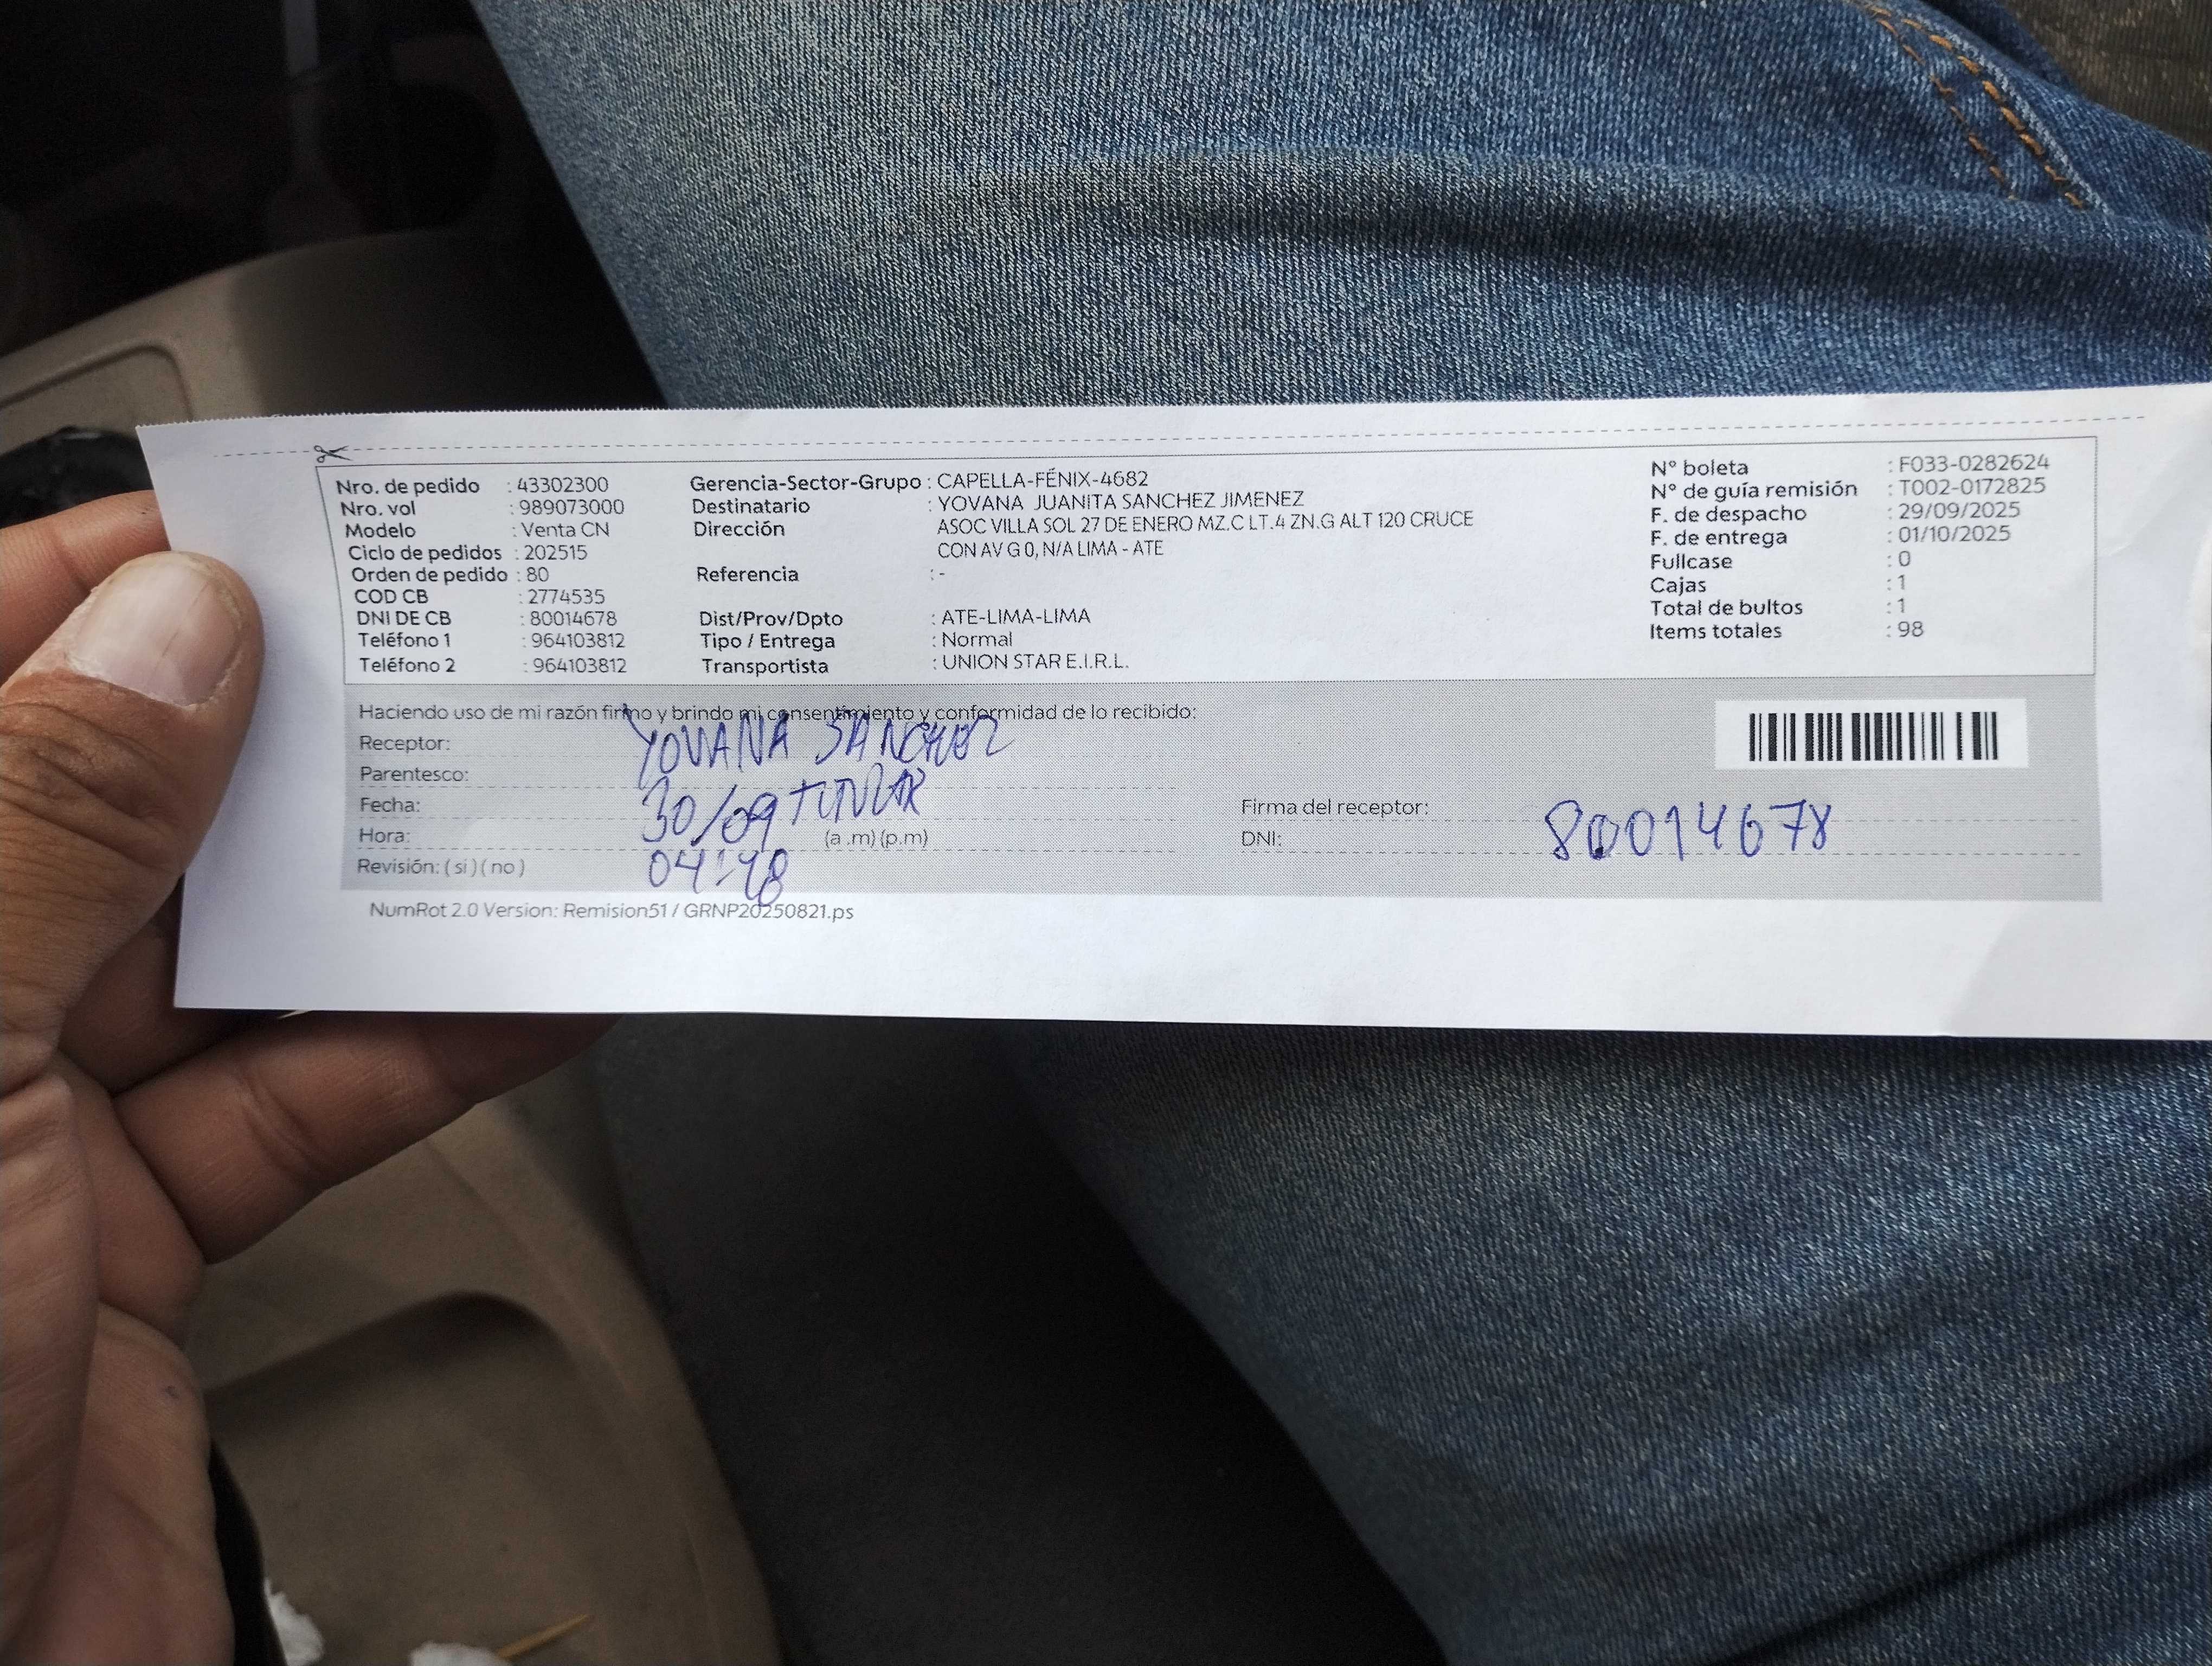 Nro. de pedido : 43302300
Nro. vol : 989073000
Modelo : Venta CN
Ciclo de pedidos : 202515
Orden de pedido : 80
COD CB : 2774535
DNI DE CB : 80014678
Teléfono 1 : 964103812
Teléfono 2 : 964103812
Gerencia-Sector-Grupo : CAPELLA-FÉNIX-4682
Destinatario : YOVANA JUANITA SANCHEZ JIMENEZ
Dirección ASOC VILLA SOL 27 DE ENERO MZ.C LT.4 ZN.G ALT 120 CRUCE
CON AV G 0, N/A LIMA - ATE
Referencia : -
Dist/Prov/Dpto : ATE-LIMA-LIMA
Tipo / Entrega : Normal
Transportista : UNION STAR E.I.R.L.
N° boleta : F033-0282624
N° de guía remisión : T002-0172825
F. de despacho : 29/09/2025
F. de entrega : 01/10/2025
Fullcase : 0
Cajas : 1
Total de bultos : 1
Items totales : 98
Haciendo uso de mi razón firmo y brindo mi consentimiento y conformidad de lo recibido:
Receptor: YOVANA SANCHEZ
Parentesco: TITULAR
Fecha: 30/09
Hora: 04:48 (a .m) (p.m)
Revisión: ( si ) ( no )
Firma del receptor:
DNI: 80014678
NumRot 2.0 Version: Remision51 / GRNP20250821.ps